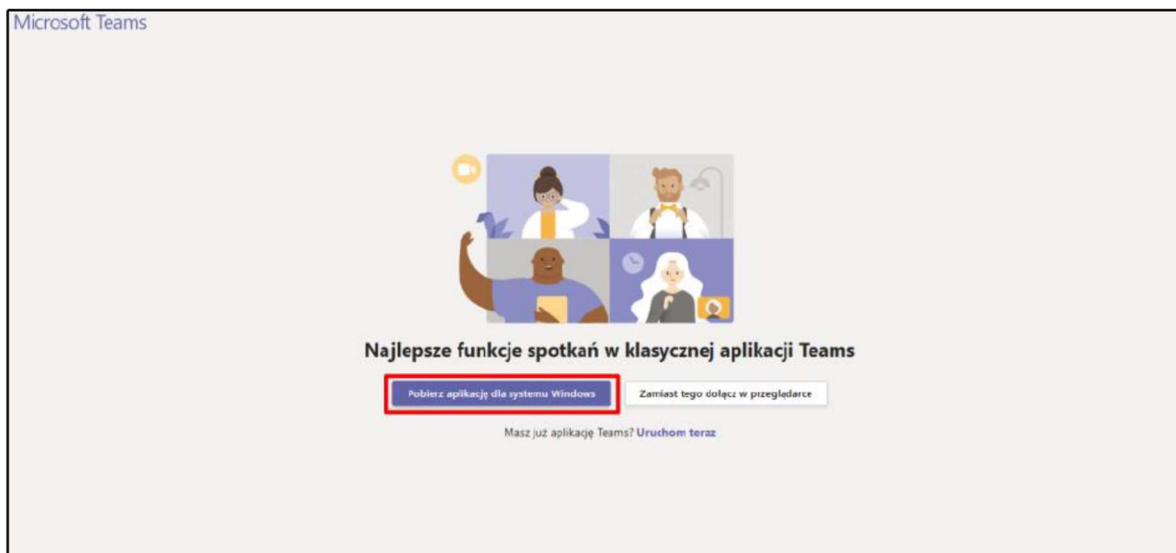 Microsoft Teams
Najlepsze funkcje spotkań w klasycznej aplikacji Teams
Pobierz aplikację dla systemu Windows
Zamiast tego dołącz w przeglądarce
Masz już aplikację Teams? Uruchom teraz